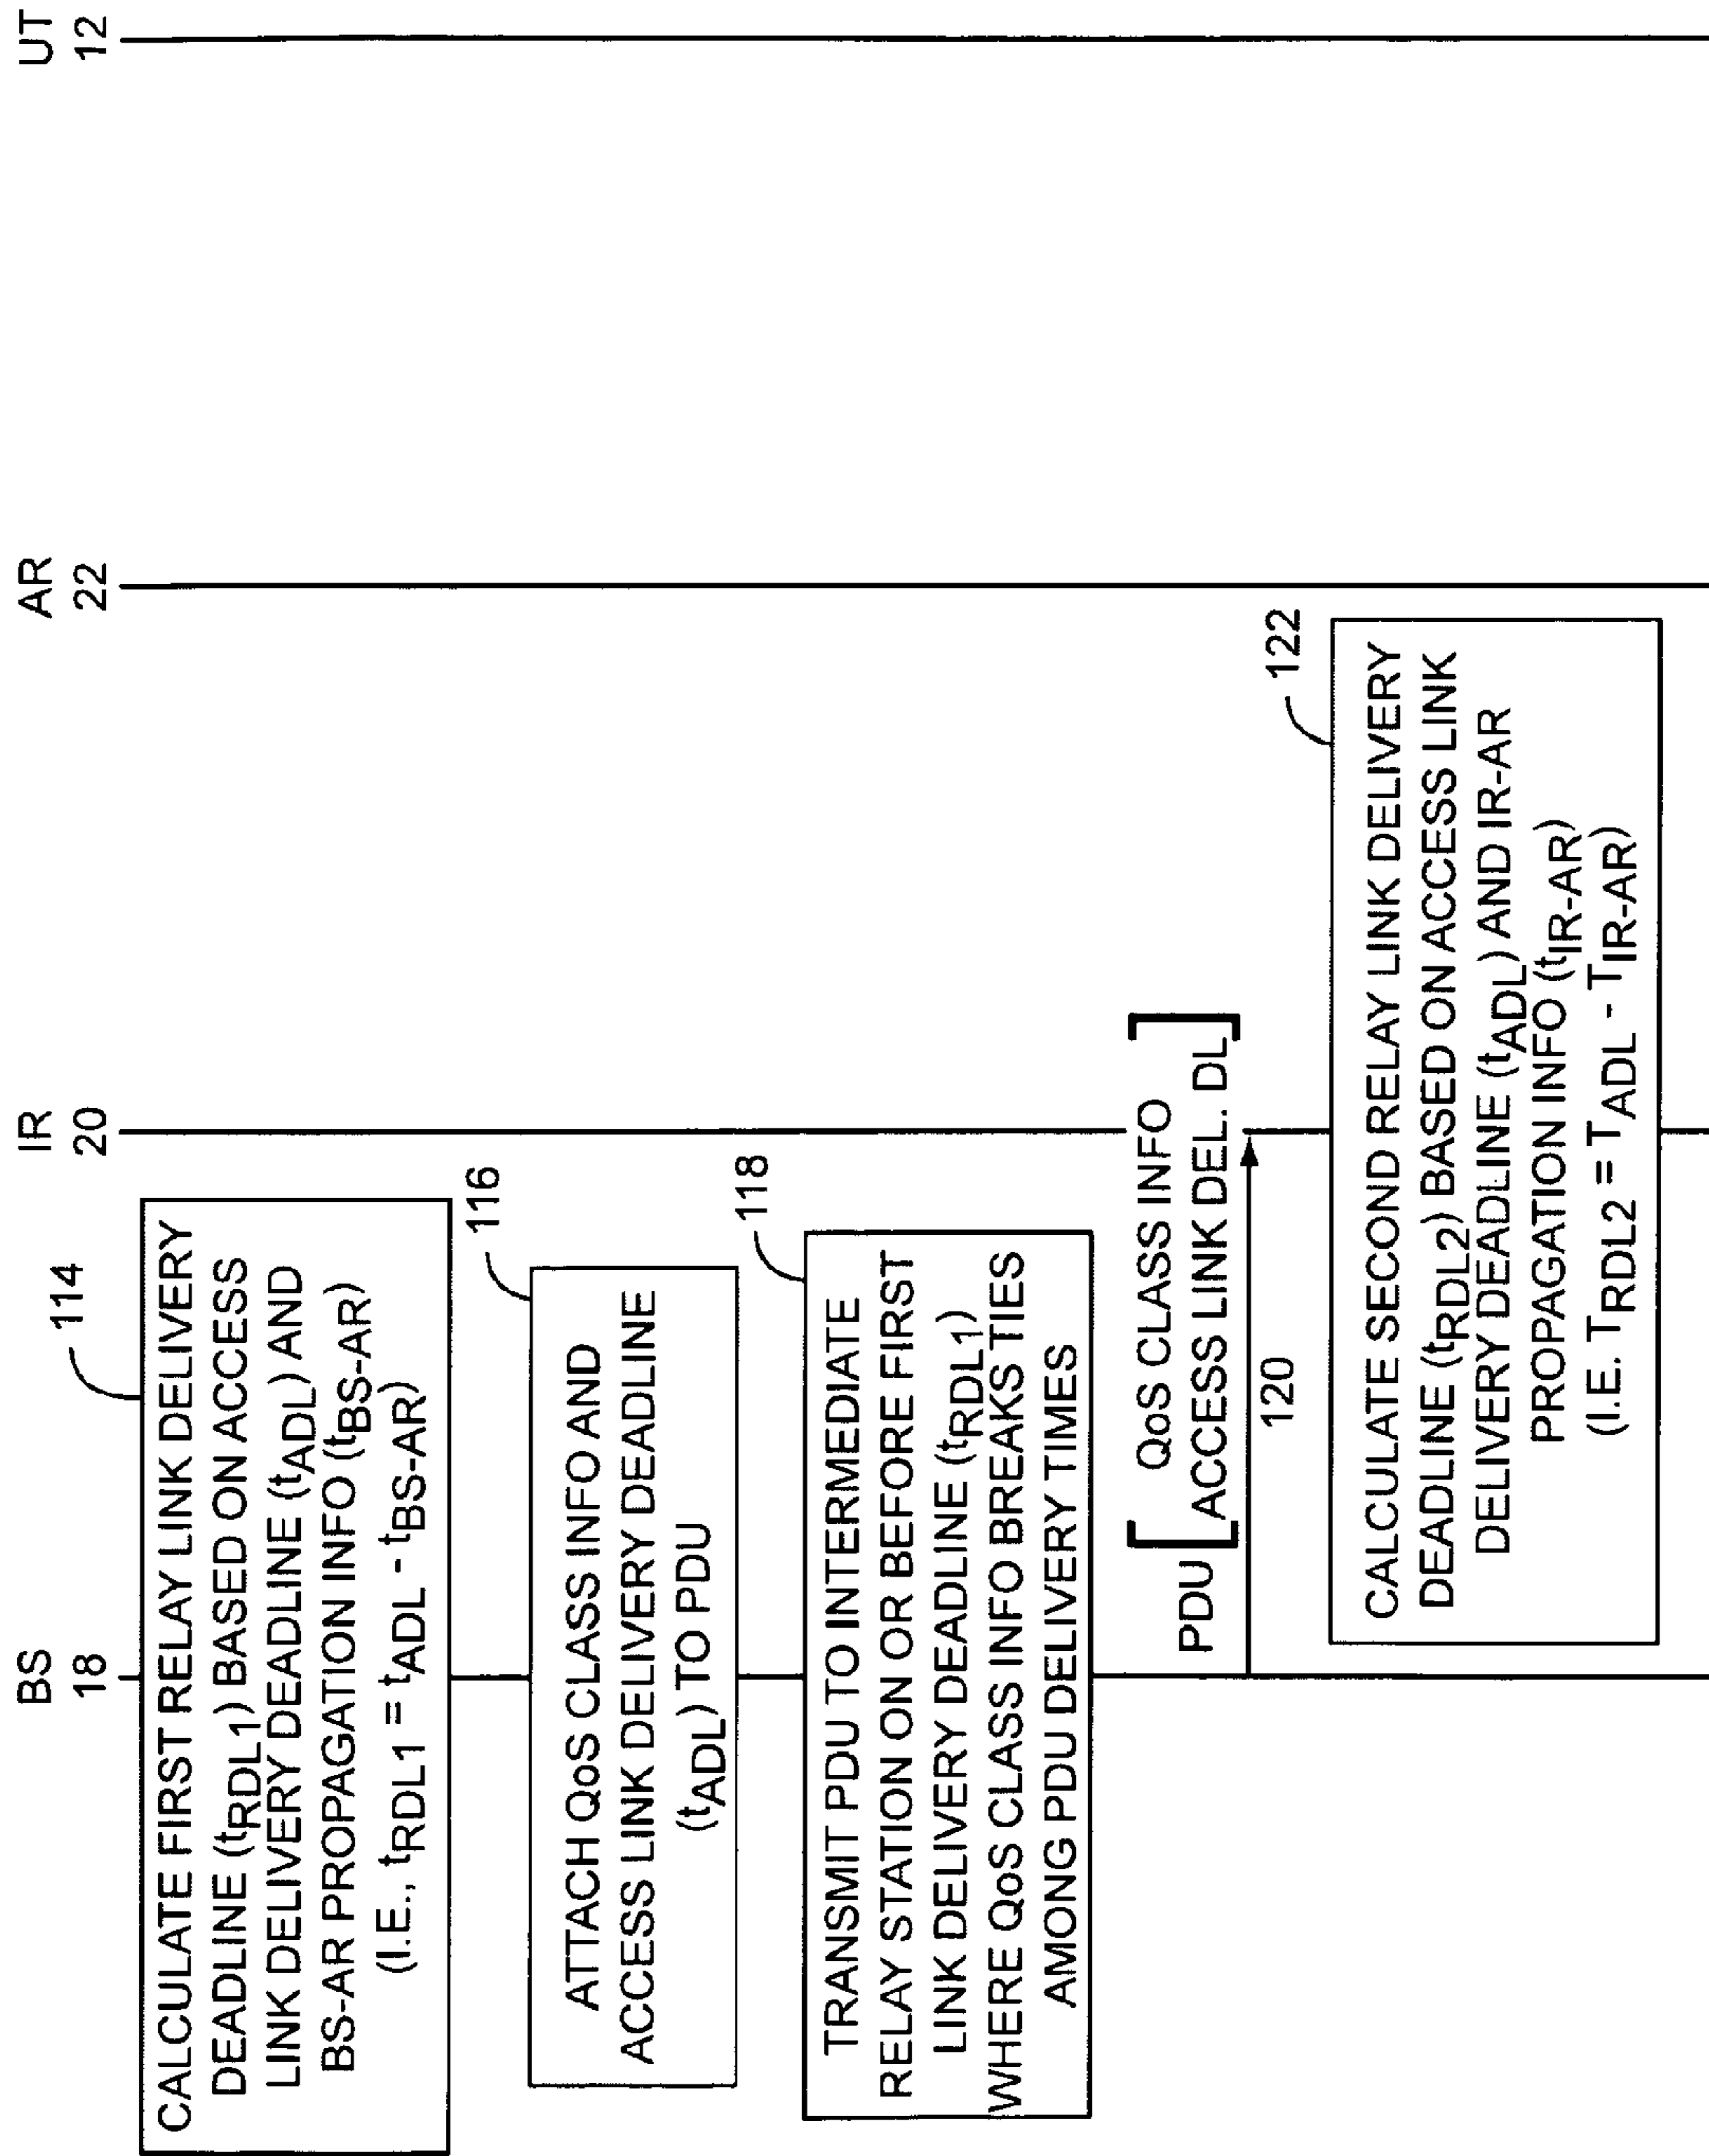 BS
18
IR
20
AR
22
UT
12
114
CALCULATE FIRST RELAY LINK DELIVERY
DEADLINE (tRDL1) BASED ON ACCESS
LINK DELIVERY DEADLINE (tADL) AND
BS-AR PROPAGATION INFO (tBS-AR)
(I.E., tRDL1 = tADL - tBS-AR)
116
ATTACH QoS CLASS INFO AND
ACCESS LINK DELIVERY DEADLINE
(tADL) TO PDU
118
TRANSMIT PDU TO INTERMEDIATE
RELAY STATION ON OR BEFORE FIRST
LINK DELIVERY DEADLINE (tRDL1)
WHERE QoS CLASS INFO BREAKS TIES
AMONG PDU DELIVERY TIMES
PDU [QoS CLASS INFO
ACCESS LINK DEL. DL]
120
122
CALCULATE SECOND RELAY LINK DELIVERY
DEADLINE (tRDL2) BASED ON ACCESS LINK
DELIVERY DEADLINE (tADL) AND IR-AR
PROPAGATION INFO (tIR-AR)
(I.E. TRDL2 = TADL - TIR-AR)